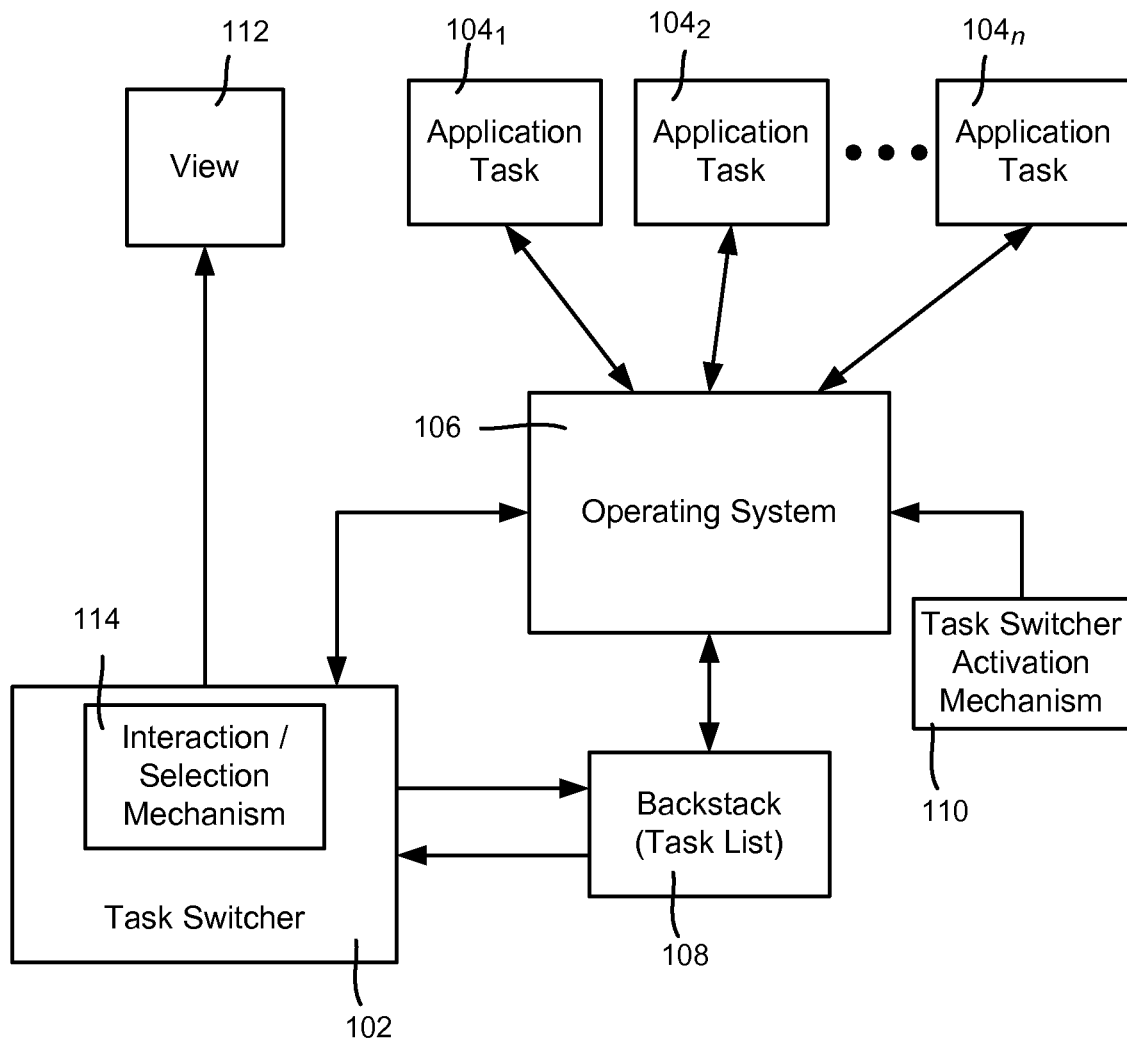 112
104₁
104₂
104ₙ
View
Application
Task
Application
Task
Application
Task
106
Operating System
114
Interaction /
Selection
Mechanism
Task Switcher
Activation
Mechanism
110
Backstack
(Task List)
108
Task Switcher
102